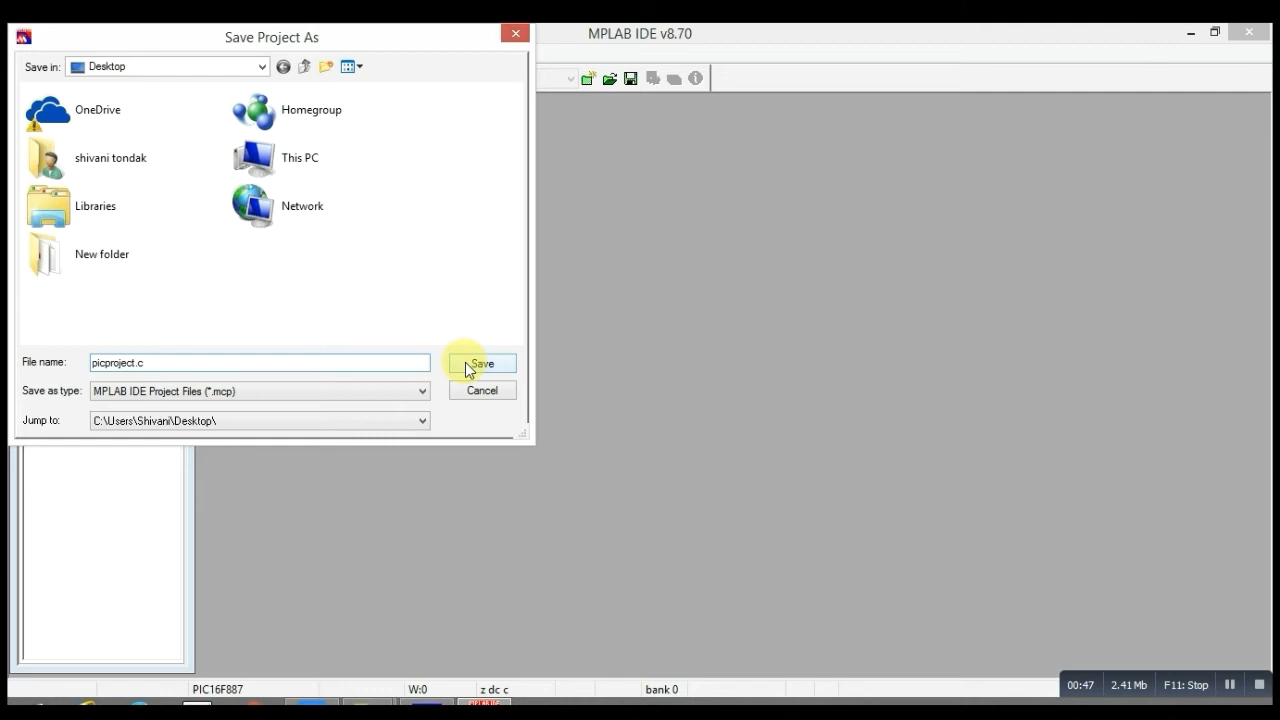 Save Project As
MPLAB IDE v8.70
Save in: Desktop
OneDrive
Homegroup
shivani tondak
This PC
Libraries
Network
New folder
File name: picproject.c
Save
Save as type: MPLAB IDE Project Files (*.mcp)
Cancel
Jump to: C:\Users\Shivani\Desktop\
PIC16F887
W:0
z dc c
bank 0
00:47
2.41Mb
F11: Stop